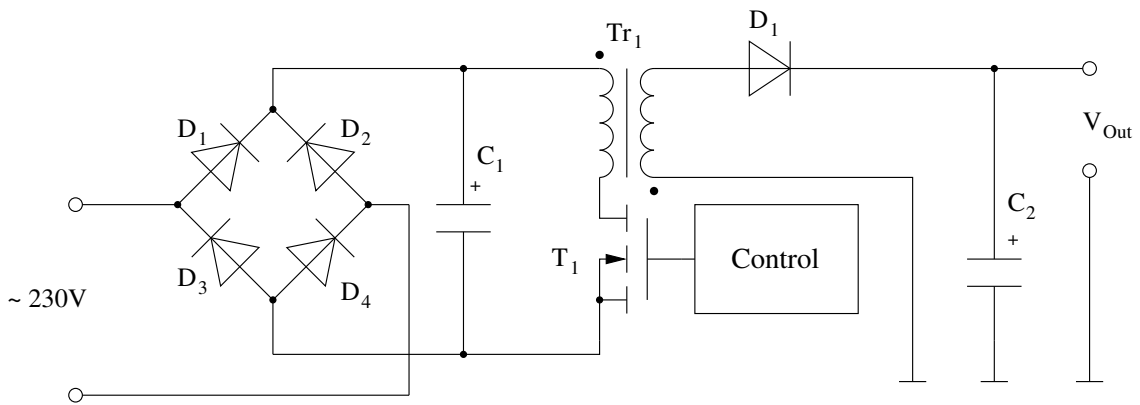 Tr1
D1
D1
D2
C1
+
VOut
C2
+
T1
Control
D3
D4
~ 230V